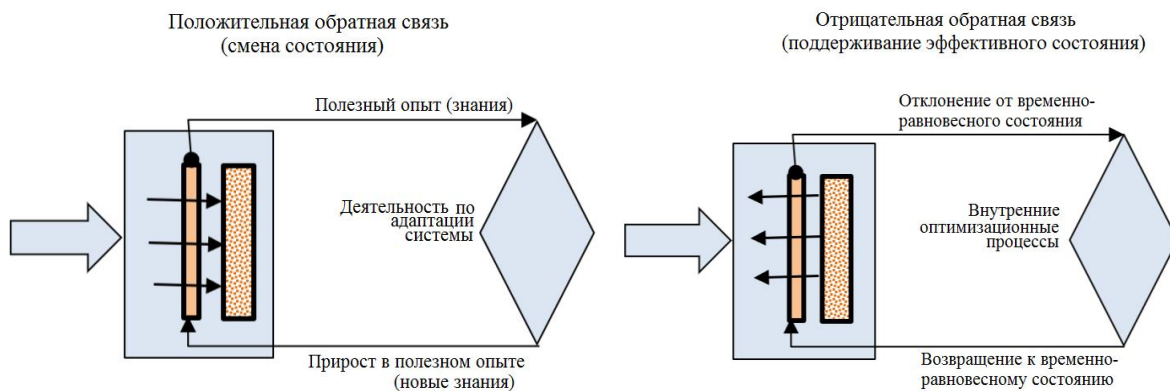 Положительная обратная связь
(смена состояния)
Полезный опыт (знания)
Деятельность по
адаптации
системы
Прирост в полезном опыте
(новые знания)
Отрицательная обратная связь
(поддерживание эффективного состояния)
Отклонение от временно-
равновесного состояния
Внутренние
оптимизационные
процессы
Возвращение к временно-
равновесному состоянию